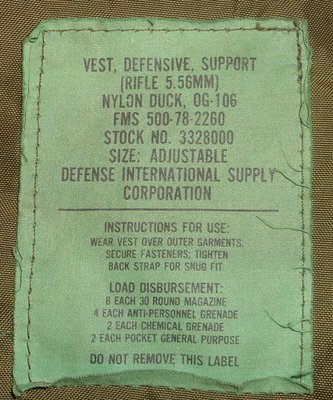 VEST, DEFENSIVE, SUPPORT
(RIFLE 5.56MM)
NYLON DUCK, OG-106
FMS 500-78-2260
STOCK NO. 3328000
SIZE: ADJUSTABLE
DEFENSE INTERNATIONAL SUPPLY
CORPORATION
INSTRUCTIONS FOR USE:
WEAR VEST OVER OUTER GARMENTS.
SECURE FASTENERS; TIGHTEN
BACK STRAP FOR SNUG FIT.
LOAD DISBURSEMENT:
8 EACH 30 ROUND MAGAZINE
4 EACH ANTI-PERSONNEL GRENADE
2 EACH CHEMICAL GRENADE
2 EACH POCKET GENERAL PURPOSE
DO NOT REMOVE THIS LABEL